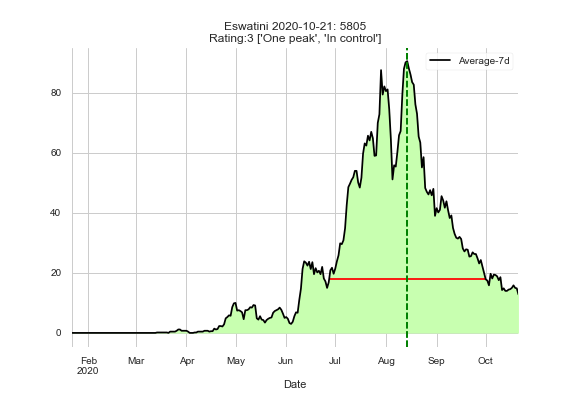 Eswatini 2020-10-21: 5805
Rating:3 ['One peak', 'In control']
Average-7d
80
60
40
20
0
Feb
2020
Mar
Apr
May
Jun
Jul
Aug
Sep
Oct
Date